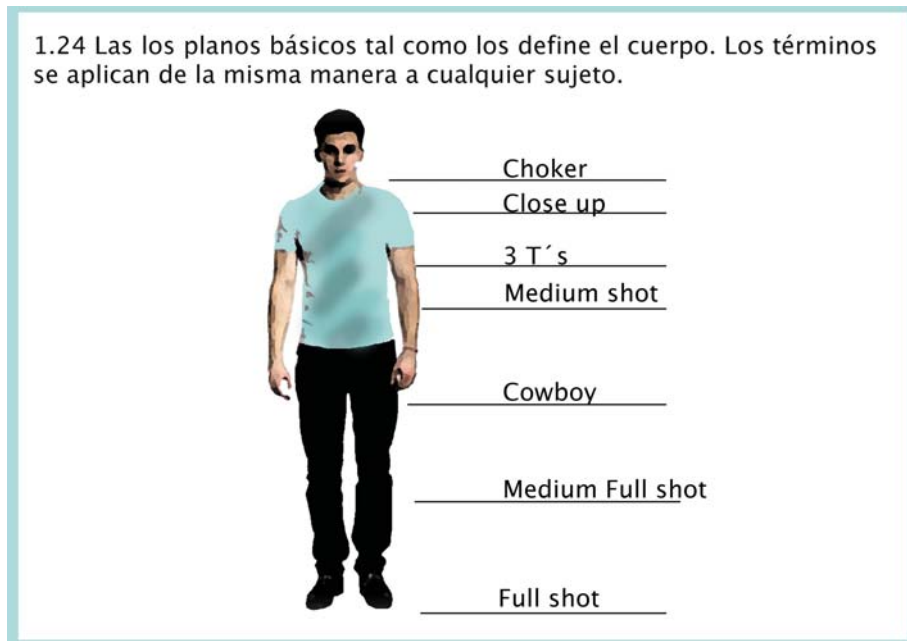 1.24 Las los planos básicos tal como los define el cuerpo. Los términos
se aplican de la misma manera a cualquier sujeto.
Choker
Close up
3 T´s
Medium shot
Cowboy
Medium Full shot
Full shot